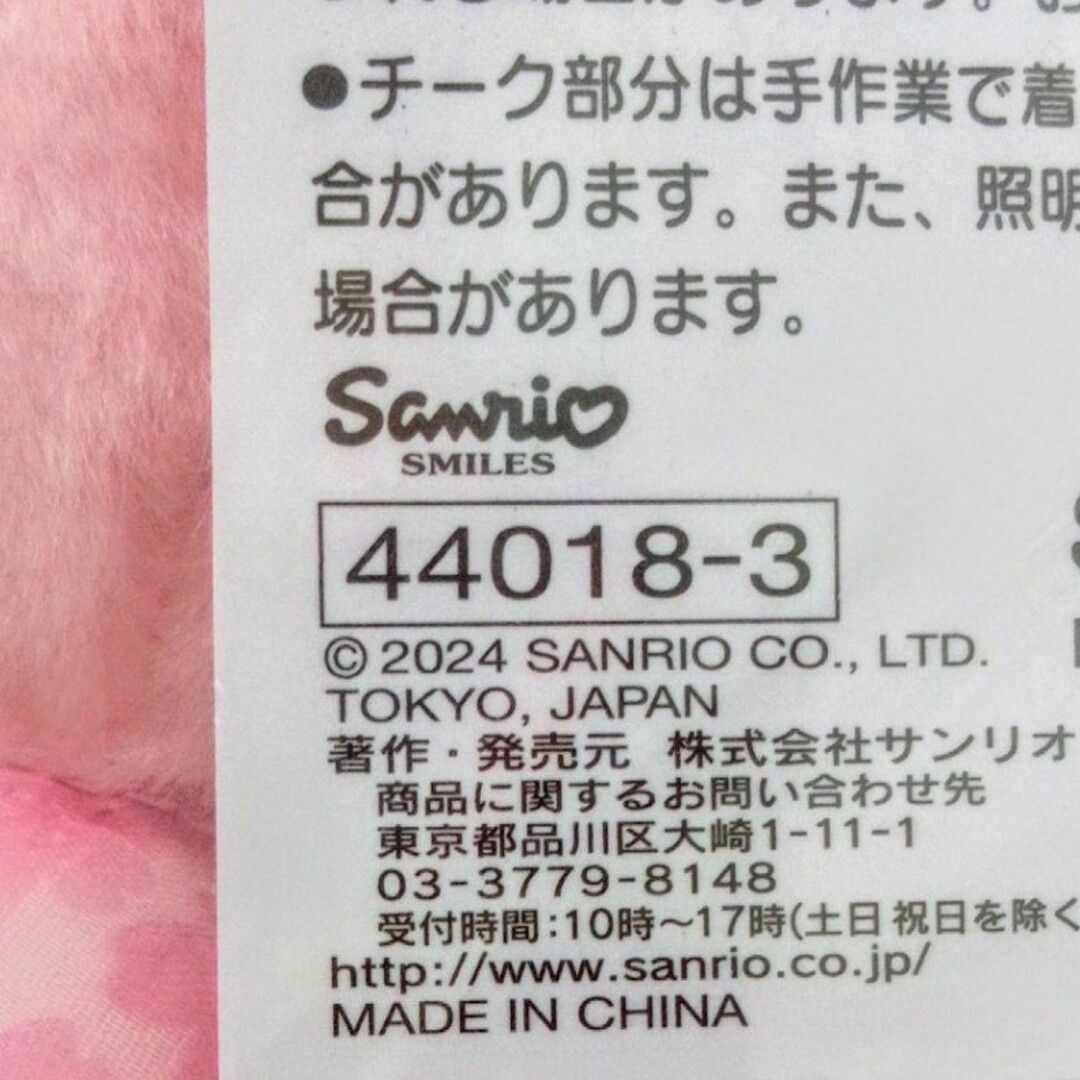 ●チーク部分は手作業で着
合があります。また、照明
場合があります。
Sanrio
SMILES
44018-3
© 2024 SANRIO CO., LTD.
TOKYO, JAPAN
著作・発売元 株式会社サンリオ
商品に関するお問い合わせ先
東京都品川区大崎1-11-1
03-3779-8148
受付時間:10時～17時(土日祝日を除く
http://www.sanrio.co.jp/
MADE IN CHINA